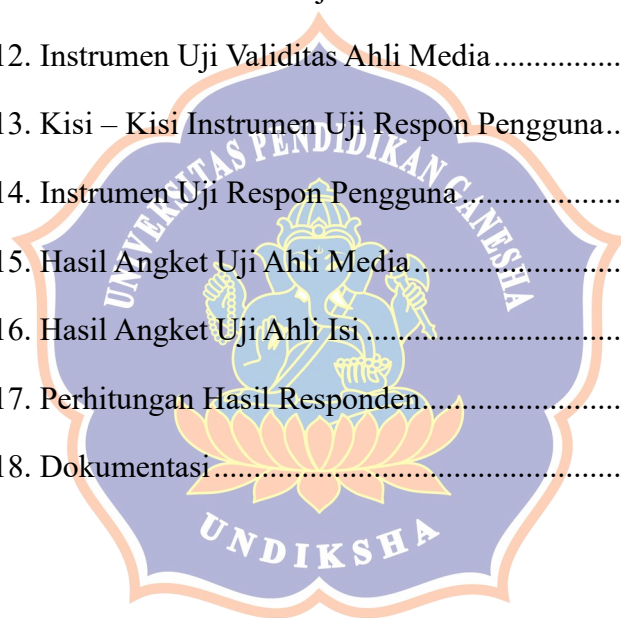 12. Instrumen Uji Validitas Ahli Media................
13. Kisi – Kisi Instrumen Uji Respon Pengguna..
14. Instrumen Uji Respon Pengguna....................
15. Hasil Angket Uji Ahli Media..........................
16. Hasil Angket Uji Ahli Isi................................
17. Perhitungan Hasil Responden.........................
18. Dokumentasi....................................................
UNIVERSITAS PENDIDIKAN GANESHA
UNDIKSHA